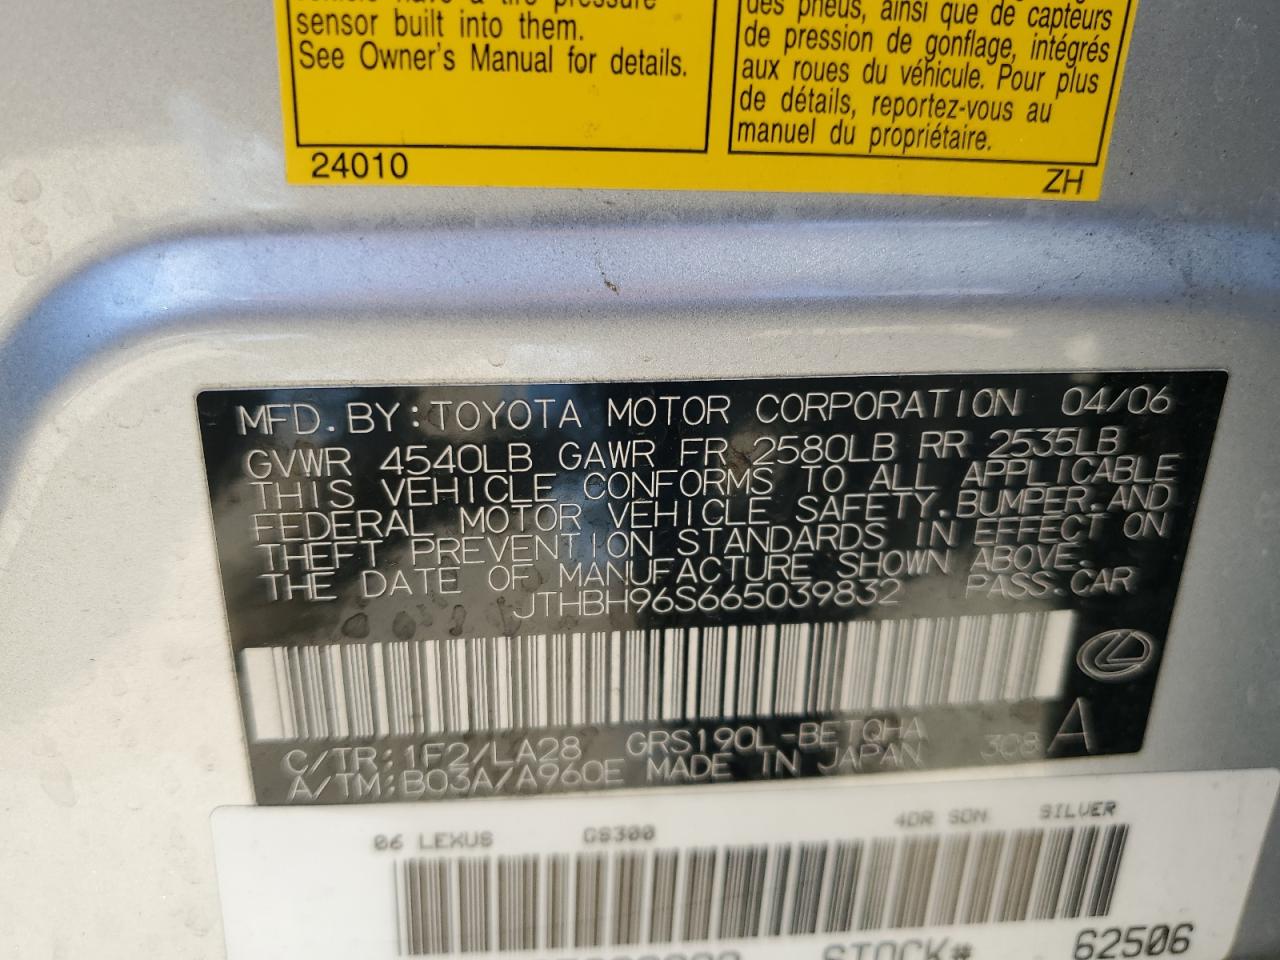 sensor built into them.
See Owner's Manual for details.
24010
des pneus, ainsi que de capteurs
de pression de gonflage, intégrés
aux roues du véhicule. Pour plus
de détails, reportez-vous au
manuel du propriétaire.
ZH
MFD. BY: TOYOTA MOTOR CORPORATION 04/06
GVWR 4540LB GAWR FR 2580LB RR 2535LB
THIS VEHICLE CONFORMS TO ALL APPLICABLE
FEDERAL MOTOR VEHICLE SAFETY, BUMPER, AND
THEFT PREVENTION STANDARDS IN EFFECT ON
THE DATE OF MANUFACTURE SHOWN ABOVE.
JTHBH96S665039832 PASS. CAR
C/TR: 1F2/LA28 GRS190L-BETQHA 308 A
A/TM: B03A/A960E MADE IN JAPAN
06 LEXUS GS300 4DR SDN SILVER
STOCK# 62506